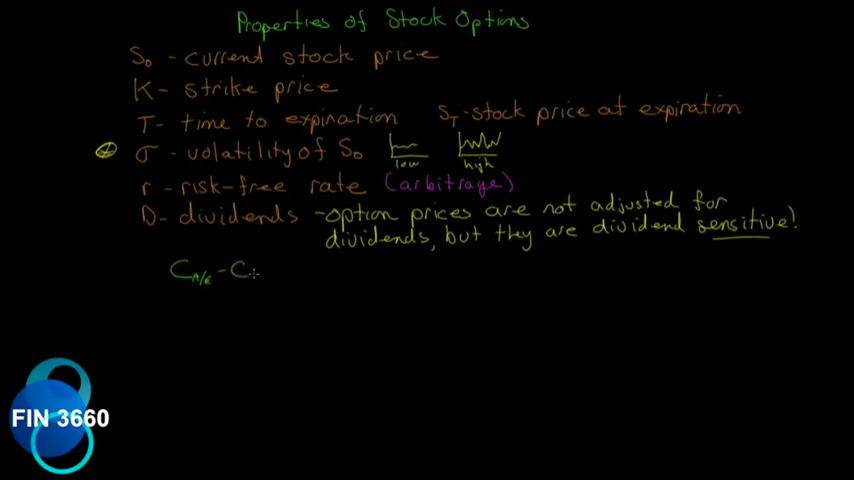 Properties of Stock Options
S₀ - current stock price
K - strike price
T - time to expiration S_T - stock price at expiration
σ - volatility of S₀ low high
r - risk-free rate (arbitrage)
D - dividends - option prices are not adjusted for
dividends, but they are dividend sensitive!
C_A/E - C
FIN 3660